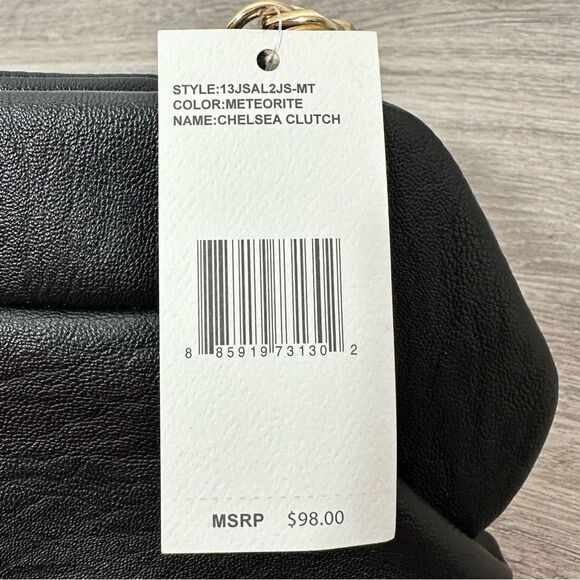 STYLE:13JSAL2JS-MT
COLOR:METEORITE
NAME:CHELSEA CLUTCH
8 85919 73130 2
MSRP $98.00